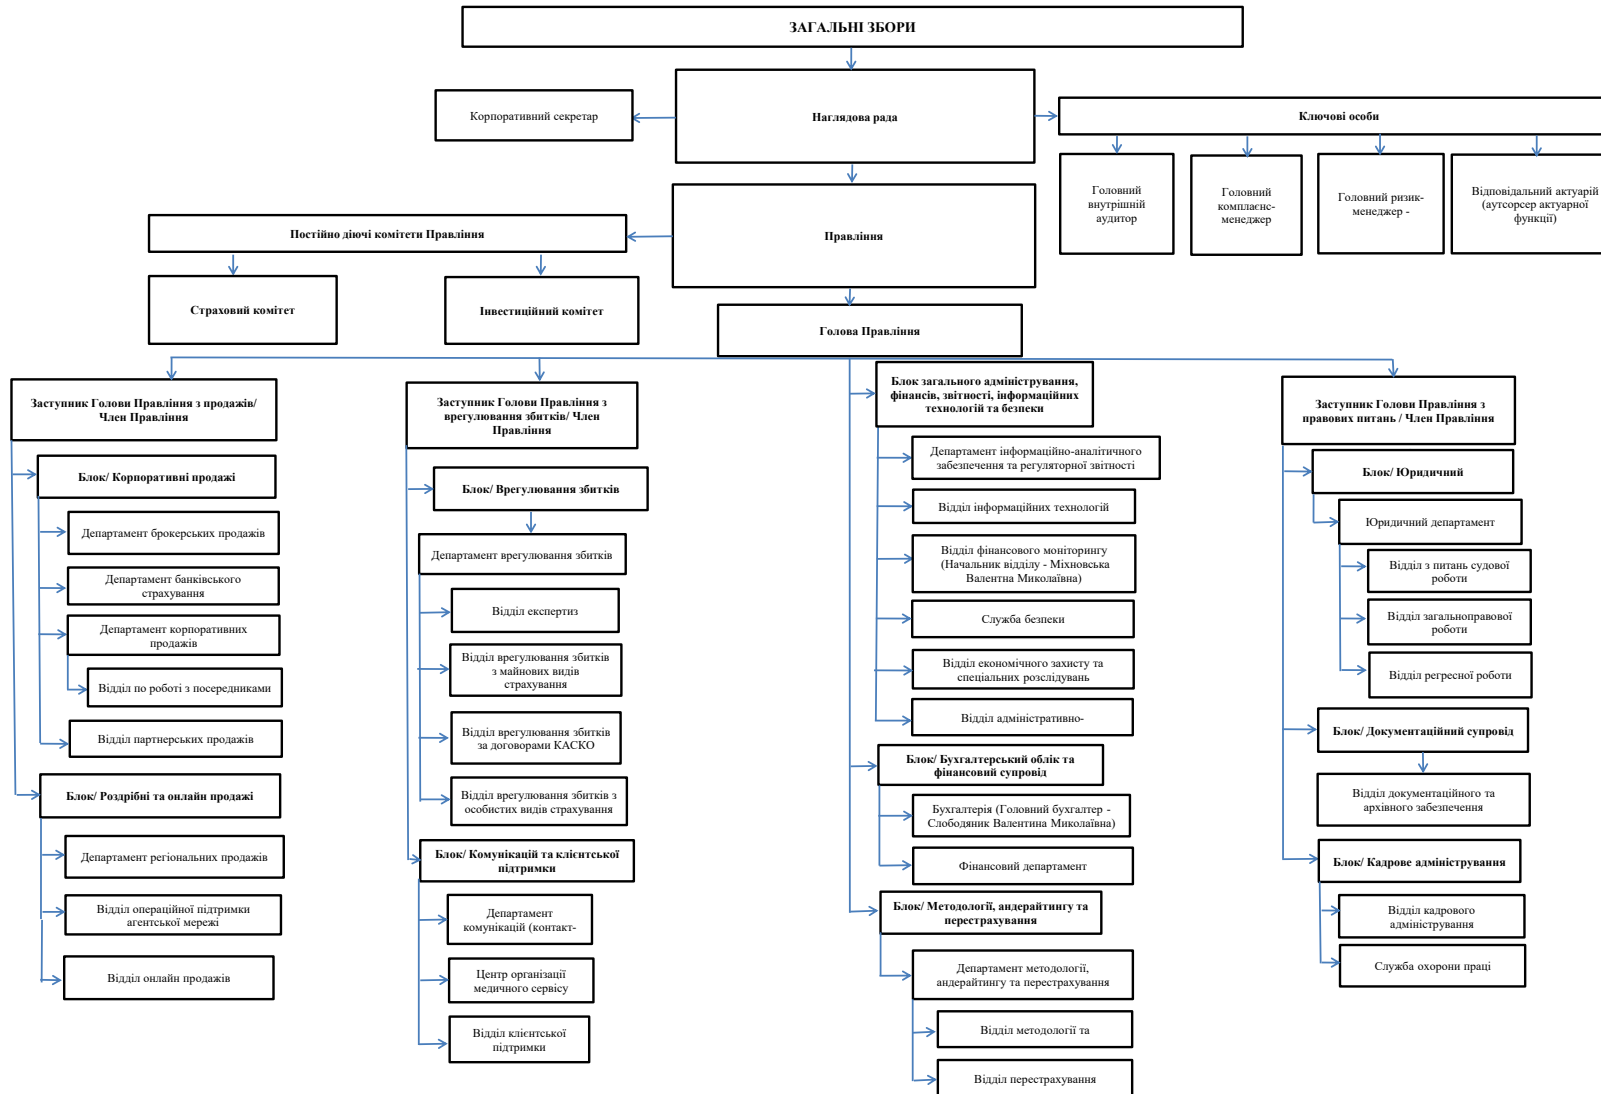 ЗАГАЛЬНІ ЗБОРИ
Корпоративний секретар
Наглядова рада
Ключові особи
Головний
внутрішній
аудитор
Головний
комплаєнс-
менеджер
Головний ризик-
менеджер -
Відповідальний актуарій
(аутсорсер актуарної
функції)
Постійно діючі комітети Правління
Правління
Страховий комітет
Інвестиційний комітет
Голова Правління
Заступник Голови Правління з продажів/
Член Правління
Блок/ Корпоративні продажі
Департамент брокерських продажів
Департамент банківського
страхування
Департамент корпоративних
продажів
Відділ по роботі з посередниками
Відділ партнерських продажів
Блок/ Роздрібні та онлайн продажі
Департамент регіональних продажів
Відділ операційної підтримки
агентської мережі
Відділ онлайн продажів
Заступник Голови Правління з
врегулювання збитків/ Член
Правління
Блок/ Врегулювання збитків
Департамент врегулювання збитків
Відділ експертиз
Відділ врегулювання збитків
з майнових видів
страхування
Відділ врегулювання збитків
за договорами КАСКО
Відділ врегулювання збитків з
особистих видів страхування
Блок/ Комунікацій та клієнтської
підтримки
Департамент
комунікацій (контакт-
Центр організації
медичного сервісу
Відділ клієнтської
підтримки
Блок загального адміністрування,
фінансів, звітності, інформаційних
технологій та безпеки
Департамент інформаційно-аналітичного
забезпечення та регуляторної звітності
Відділ інформаційних технологій
Відділ фінансового моніторингу
(Начальник відділу - Міхновська
Валентна Миколаївна)
Служба безпеки
Відділ економічного захисту та
спеціальних розслідувань
Відділ адміністративно-
Блок/ Бухгалтерський облік та
фінансовий супровід
Бухгалтерія (Головний бухгалтер -
Слободяник Валентина Миколаївна)
Фінансовий департамент
Блок/ Методології, андерайтингу та
перестрахування
Департамент методології,
андерайтингу та перестрахування
Відділ методології та
Відділ перестрахування
Заступник Голови Правління з
правових питань / Член Правління
Блок/ Юридичний
Юридичний департамент
Відділ з питань судової
роботи
Відділ загальноправової
роботи
Відділ регресної роботи
Блок/ Документаційний супровід
Відділ документаційного та
архівного забезпечення
Блок/ Кадрове адміністрування
Відділ кадрового
адміністрування
Служба охорони праці